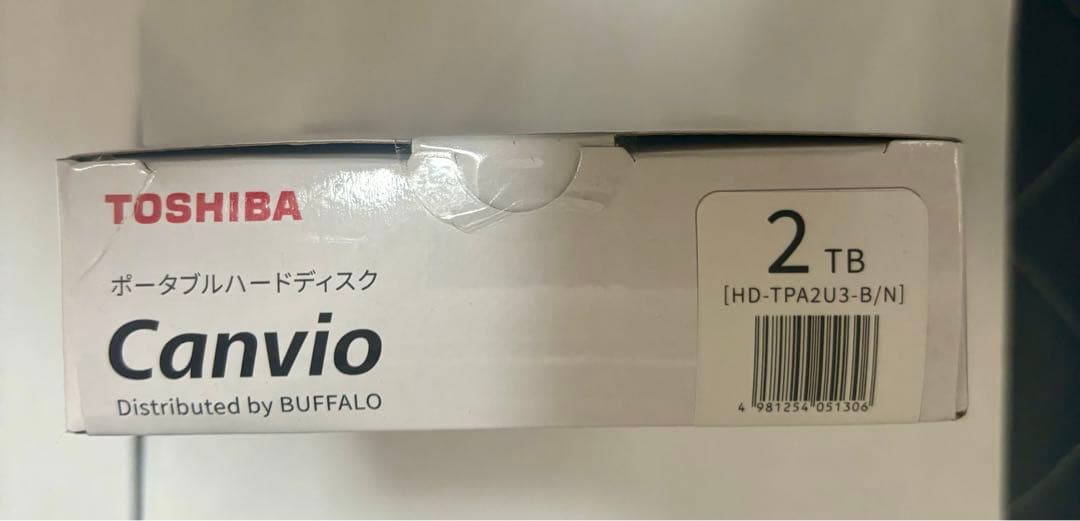 TOSHIBA
ポータブルハードディスク
Canvio
Distributed by BUFFALO
2 TB
[HD-TPA2U3-B/N]
4 981254 051306